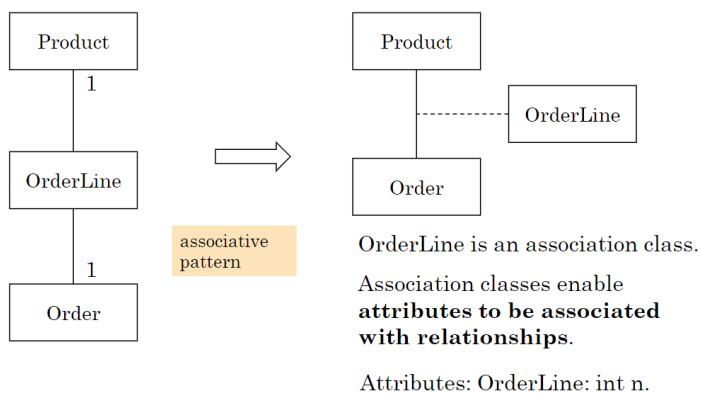 Product
1
OrderLine
1
Order
associative
pattern
Product
OrderLine
Order
OrderLine is an association class.
Association classes enable
attributes to be associated
with relationships.
Attributes: OrderLine: int n.